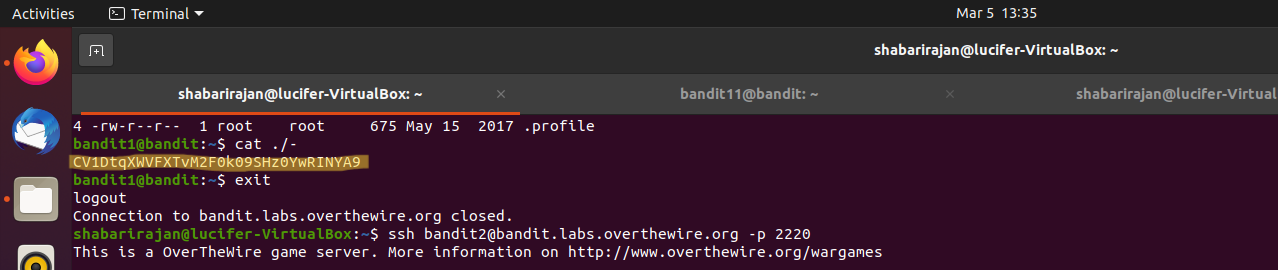 Activities Terminal Mar 5 13:35
shabarirajan@lucifer-VirtualBox: ~
shabarirajan@lucifer-VirtualBox: ~ × bandit11@bandit: ~ × shabarirajan@lucifer-Virtual
4 -rw-r--r-- 1 root root 675 May 15 2017 .profile
bandit1@bandit:~$ cat ./-
CV1DtqXWVFXTvM2F0k09SHz0YwRINYA9
bandit1@bandit:~$ exit
logout
Connection to bandit.labs.overthewire.org closed.
shabarirajan@lucifer-VirtualBox:~$ ssh bandit2@bandit.labs.overthewire.org -p 2220
This is a OverTheWire game server. More information on http://www.overthewire.org/wargames